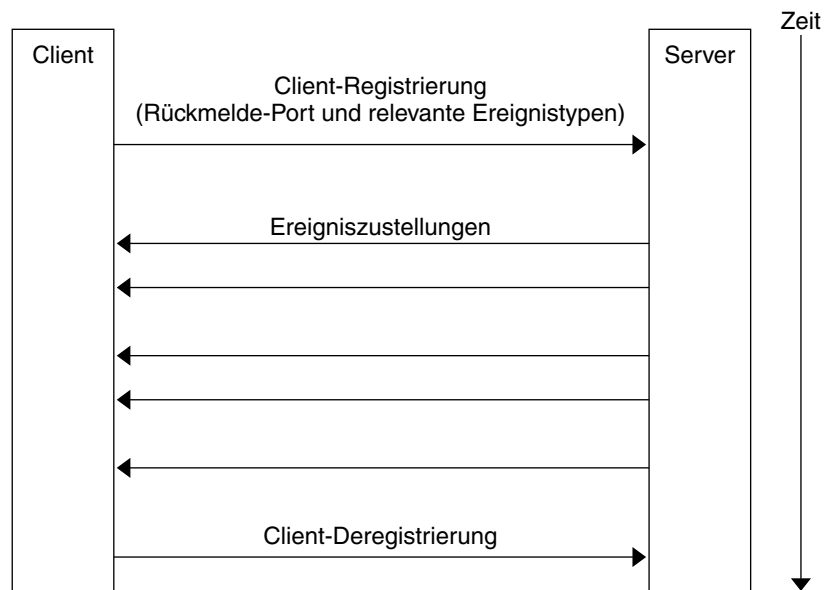 Zeit
Client
Server
Client-Registrierung
(Rückmelde-Port und relevante Ereignistypen)
Ereigniszustellungen
Client-Deregistrierung